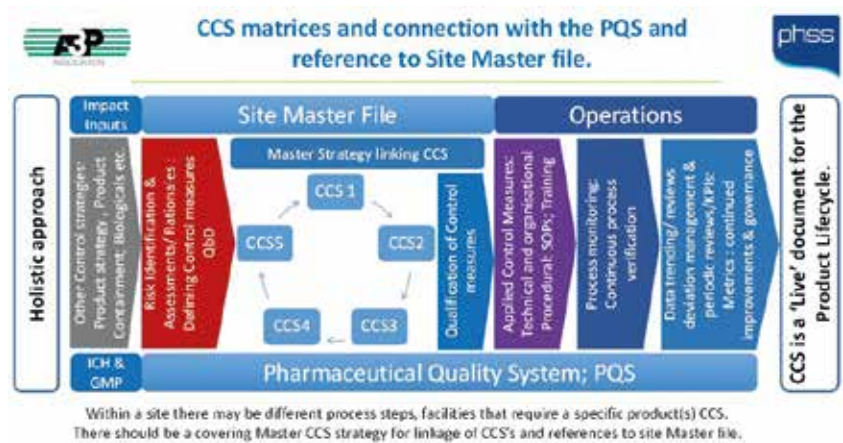 A3P
ASSOCIATION
CCS matrices and connection with the PQS and
reference to Site Master file.
phss
Holistic approach
Impact
Inputs
Site Master File
Operations
Other Control strategies:
Product strategy , Product
Containment; Biologicals etc.
Risk Identification &
Assessments/ Rationales :
Defining Control measures
QbD
Master Strategy linking CCS
CCS 1
CCS2
CCS3
CCS4
CCS5
Qualification of Control
measures
Applied Control Measures:
Technical and organisational
Procedural: SOPs; Training
Process monitoring:
Continuous process
verification
Data trending/ reviews
deviation management &
periodic reviews/KPIs:
Metrics : continued
improvements & governance
CCS is a 'Live' document for the
Product Lifecycle.
ICH &
GMP
Pharmaceutical Quality System; PQS
Within a site there may be different process steps, facilities that require a specific product(s) CCS.
There should be a covering Master CCS strategy for linkage of CCS's and references to site Master file.